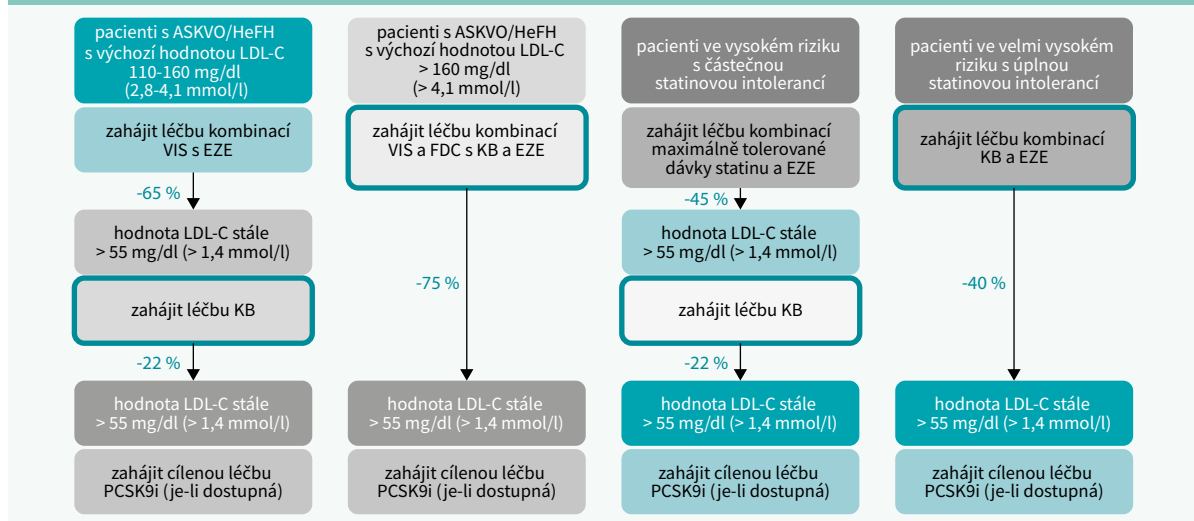 pacienti s ASKVO/HeFH
s výchozí hodnotou LDL-C
110-160 mg/dl
(2,8-4,1 mmol/l)
zahájit léčbu kombinací
VIS s EZE
-65 %
hodnota LDL-C stále
> 55 mg/dl (> 1,4 mmol/l)
zahájit léčbu KB
-22 %
hodnota LDL-C stále
> 55 mg/dl (> 1,4 mmol/l)
zahájit cílenou léčbu
PCSK9i (je-li dostupná)
pacienti s ASKVO/HeFH
s výchozí hodnotou LDL-C
> 160 mg/dl
(> 4,1 mmol/l)
zahájit léčbu kombinací
VIS a FDC s KB a EZE
-75 %
hodnota LDL-C stále
> 55 mg/dl (> 1,4 mmol/l)
zahájit cílenou léčbu
PCSK9i (je-li dostupná)
pacienti ve vysokém riziku
s částečnou
statinovou intolerancí
zahájit léčbu kombinací
maximálně tolerované
dávky statinu a EZE
-45 %
hodnota LDL-C stále
> 55 mg/dl (> 1,4 mmol/l)
zahájit léčbu KB
-22 %
hodnota LDL-C stále
> 55 mg/dl (> 1,4 mmol/l)
zahájit cílenou léčbu
PCSK9i (je-li dostupná)
pacienti ve velmi vysokém
riziku s úplnou
statinovou intolerancí
zahájit léčbu kombinací
KB a EZE
-40 %
hodnota LDL-C stále
> 55 mg/dl (> 1,4 mmol/l)
zahájit cílenou léčbu
PCSK9i (je-li dostupná)